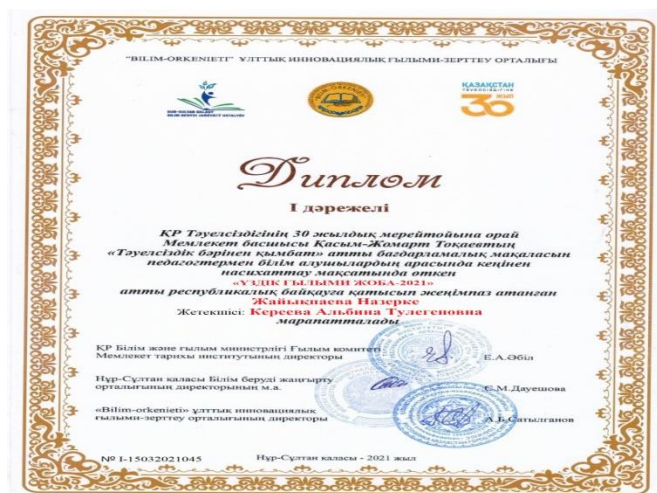 "BILIM-ORKENIETI" ҰЛТТЫҚ ИННОВАЦИЯЛЫҚ ҒЫЛЫМИ-ЗЕРТТЕУ ОРТАЛЫҒЫ
ҚАЗАҚСТАН
ТӘУЕЛСІЗДІГІНЕ
30 ЖЫЛ
Диплом
I дәрежелі
ҚР Тәуелсіздігінің 30 жылдық мерейтойына орай
Мемлекет басшысы Қасым-Жомарт Тоқаевтың
«Тәуелсіздік бәрінен қымбат» атты бағдарламалық мақаласын
педагогтермен білім алушылардың арасында кеңінен
насихаттау мақсатында өткен
«ҮЗДІК ҒЫЛЫМИ ЖОБА-2021»
атты республикалық байқауға қатысып жеңімпаз атанған
Жайықпаева Назерке
Жетекшісі: Кереева Альбина Тулегеновна
марапатталады
ҚР Білім және ғылым министрлігі Ғылым комитеті
Мемлекет тарихы институтының директоры
Е.А.Әбіл
Нұр-Сұлтан қаласы Білім беруді жаңғырту
орталығының директорының м.а.
С.М.Дауешова
«Bilim-orkenieti» ұлттық инновациялық
ғылыми-зерттеу орталығының директоры
А.Б.Сатылганов
№ I-15032021045
Нұр-Сұлтан қаласы - 2021 жыл